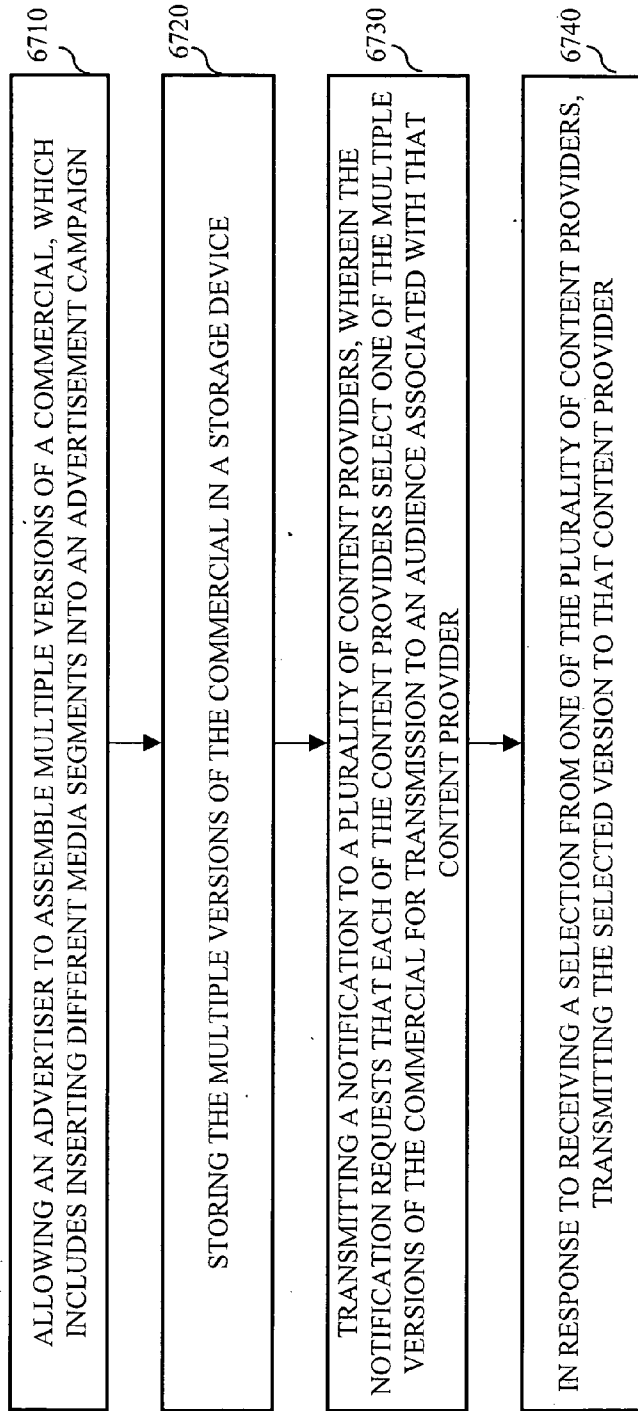 6710
ALLOWING AN ADVERTISER TO ASSEMBLE MULTIPLE VERSIONS OF A COMMERCIAL, WHICH
INCLUDES INSERTING DIFFERENT MEDIA SEGMENTS INTO AN ADVERTISEMENT CAMPAIGN
6720
STORING THE MULTIPLE VERSIONS OF THE COMMERCIAL IN A STORAGE DEVICE
6730
TRANSMITTING A NOTIFICATION TO A PLURALITY OF CONTENT PROVIDERS, WHEREIN THE
NOTIFICATION REQUESTS THAT EACH OF THE CONTENT PROVIDERS SELECT ONE OF THE MULTIPLE
VERSIONS OF THE COMMERCIAL FOR TRANSMISSION TO AN AUDIENCE ASSOCIATED WITH THAT
CONTENT PROVIDER
6740
IN RESPONSE TO RECEIVING A SELECTION FROM ONE OF THE PLURALITY OF CONTENT PROVIDERS,
TRANSMITTING THE SELECTED VERSION TO THAT CONTENT PROVIDER